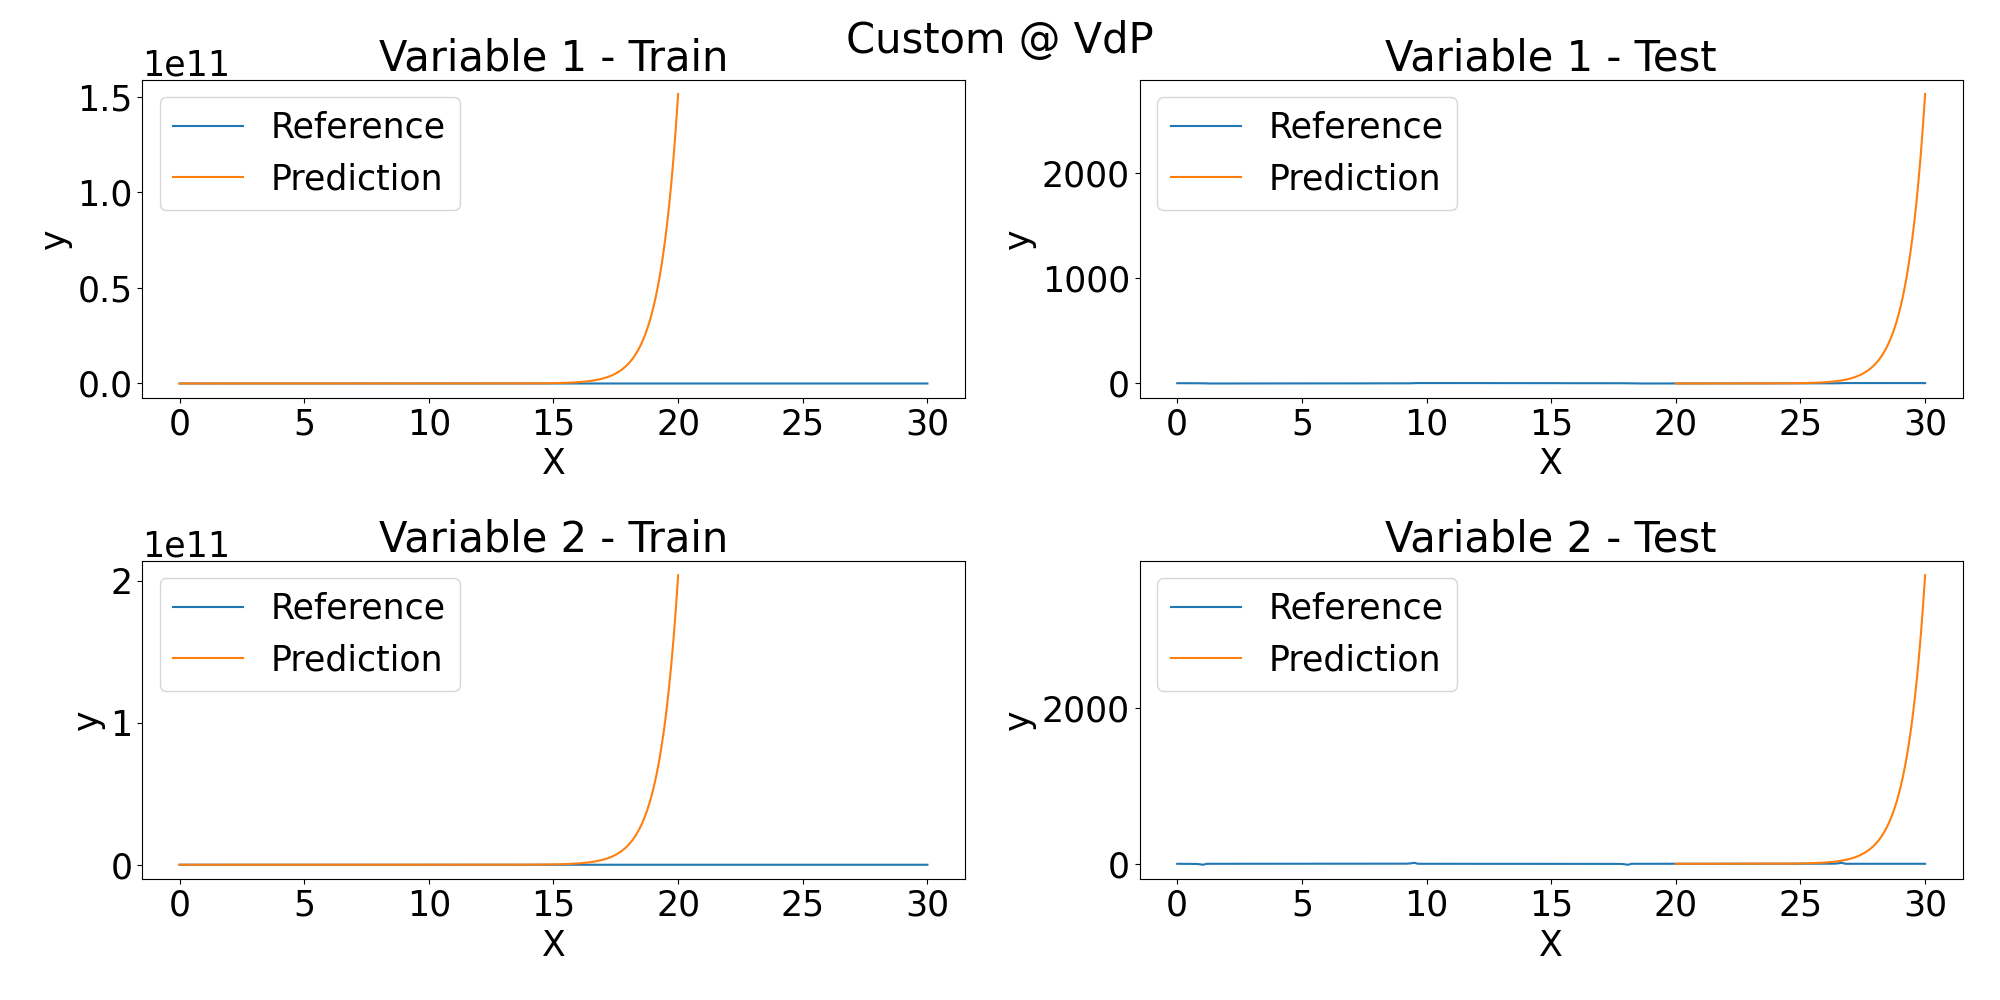 Custom @ VdP
Variable 1 - Train
1e11
1.5
1.0
0.5
0.0
y
Reference
Prediction
0 5 10 15 20 25 30
X
Variable 1 - Test
2000
1000
0
y
Reference
Prediction
0 5 10 15 20 25 30
X
Variable 2 - Train
1e11
2
1
0
y
Reference
Prediction
0 5 10 15 20 25 30
X
Variable 2 - Test
2000
0
y
Reference
Prediction
0 5 10 15 20 25 30
X